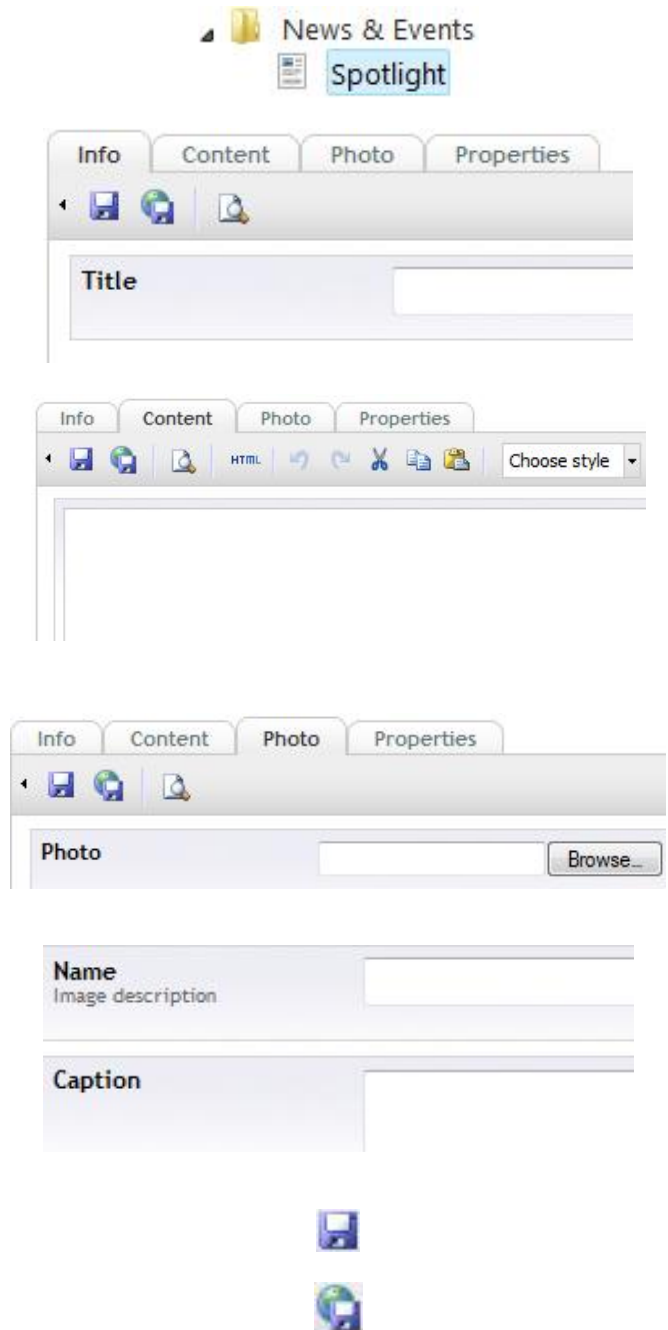 News & Events
Spotlight
Info Content Photo Properties
Title
Info Content Photo Properties
HTML Choose style
Info Content Photo Properties
Photo Browse...
Name
Image description
Caption